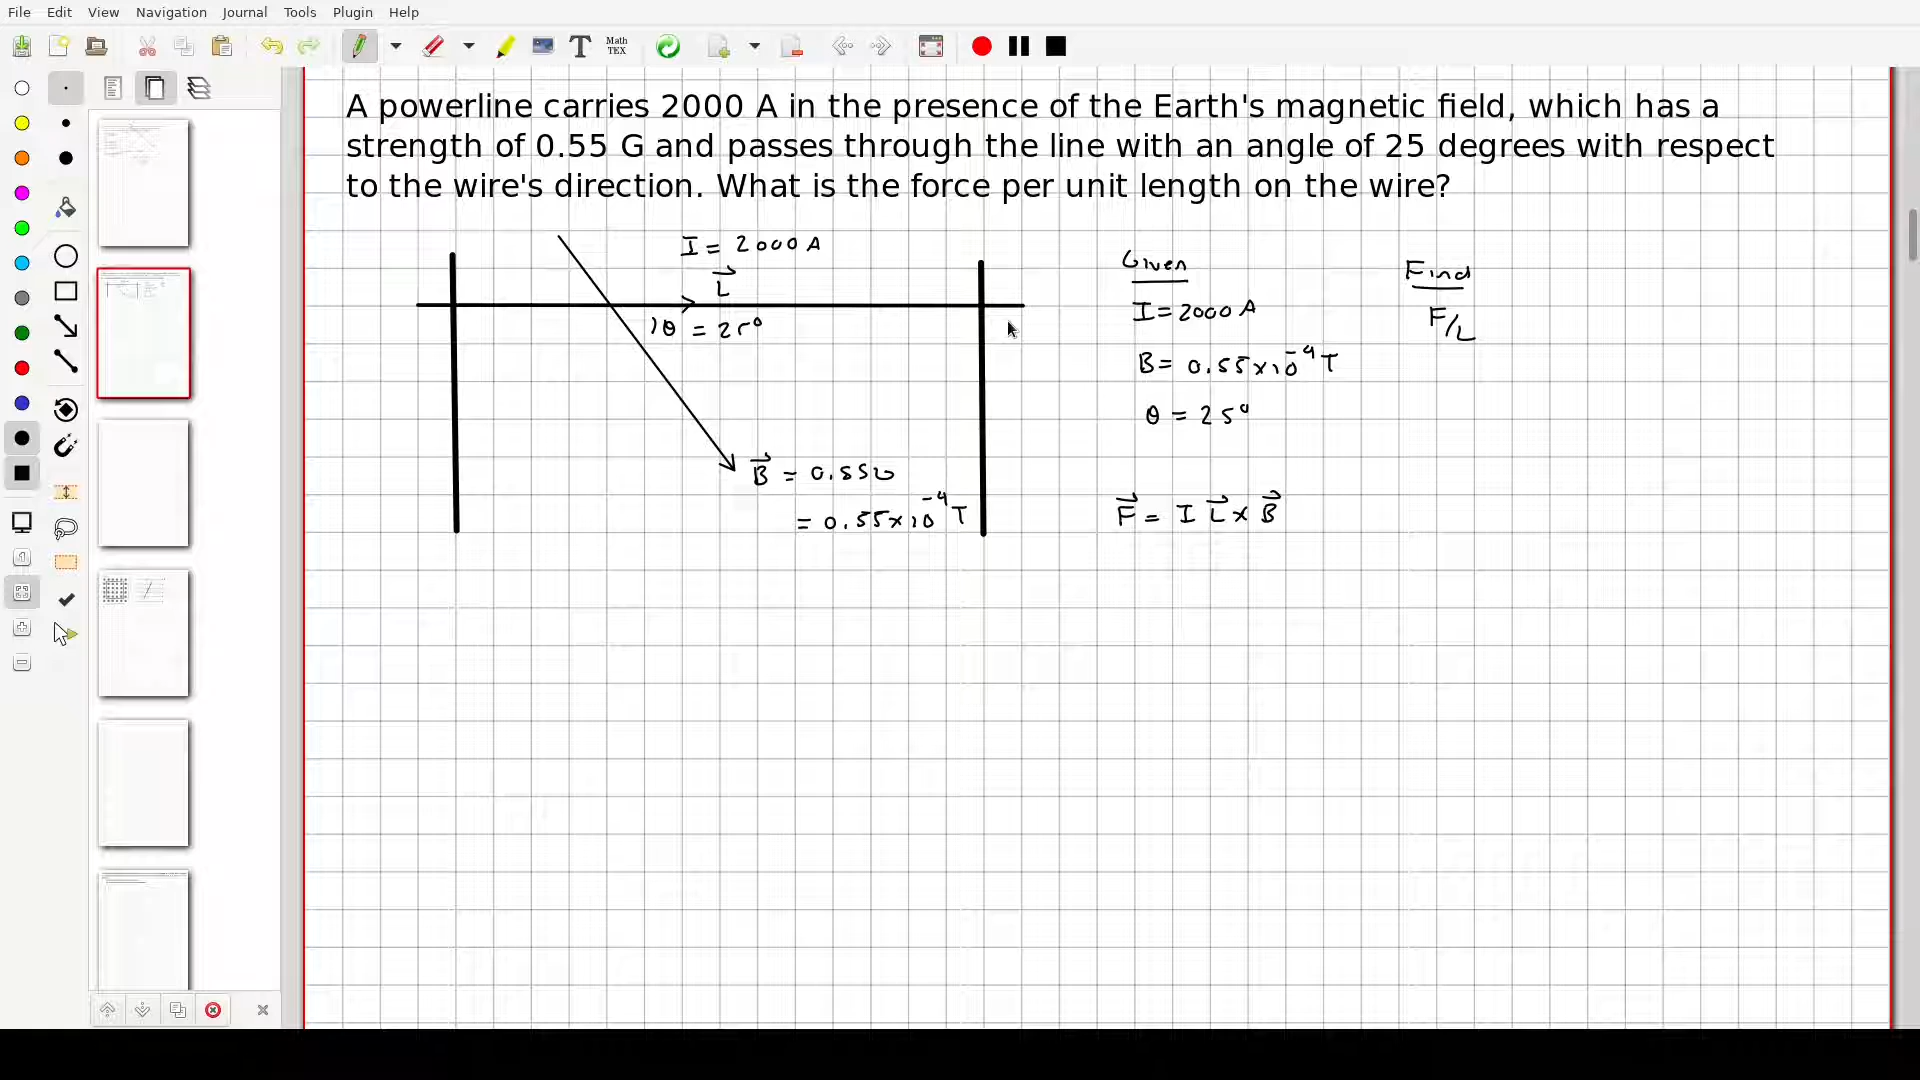 File Edit View Navigation Journal Tools Plugin Help
Math
TEX
A powerline carries 2000 A in the presence of the Earth's magnetic field, which has a
strength of 0.55 G and passes through the line with an angle of 25 degrees with respect
to the wire's direction. What is the force per unit length on the wire?
I = 2000 A
L⃗
θ = 25°
B⃗ = 0.55G
= 0.55×10⁻⁴ T
Given
I = 2000 A
B = 0.55×10⁻⁴ T
θ = 25°
Find
F/L
F⃗ = I L⃗ × B⃗